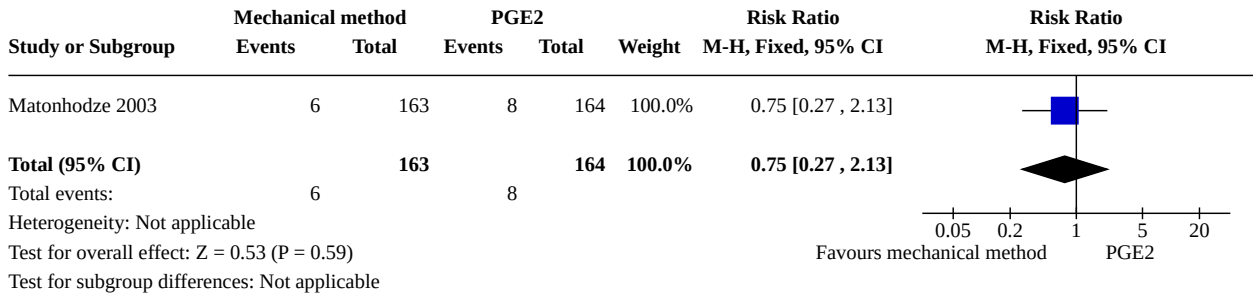 Mechanical method PGE2 Risk Ratio Risk Ratio
Study or Subgroup Events Total Events Total Weight M-H, Fixed, 95% CI M-H, Fixed, 95% CI
Matonhodze 2003 6 163 8 164 100.0% 0.75 [0.27 , 2.13]
Total (95% CI) 163 164 100.0% 0.75 [0.27 , 2.13]
Total events: 6 8
Heterogeneity: Not applicable
0.05 0.2 1 5 20
Test for overall effect: Z = 0.53 (P = 0.59) Favours mechanical method PGE2
Test for subgroup differences: Not applicable